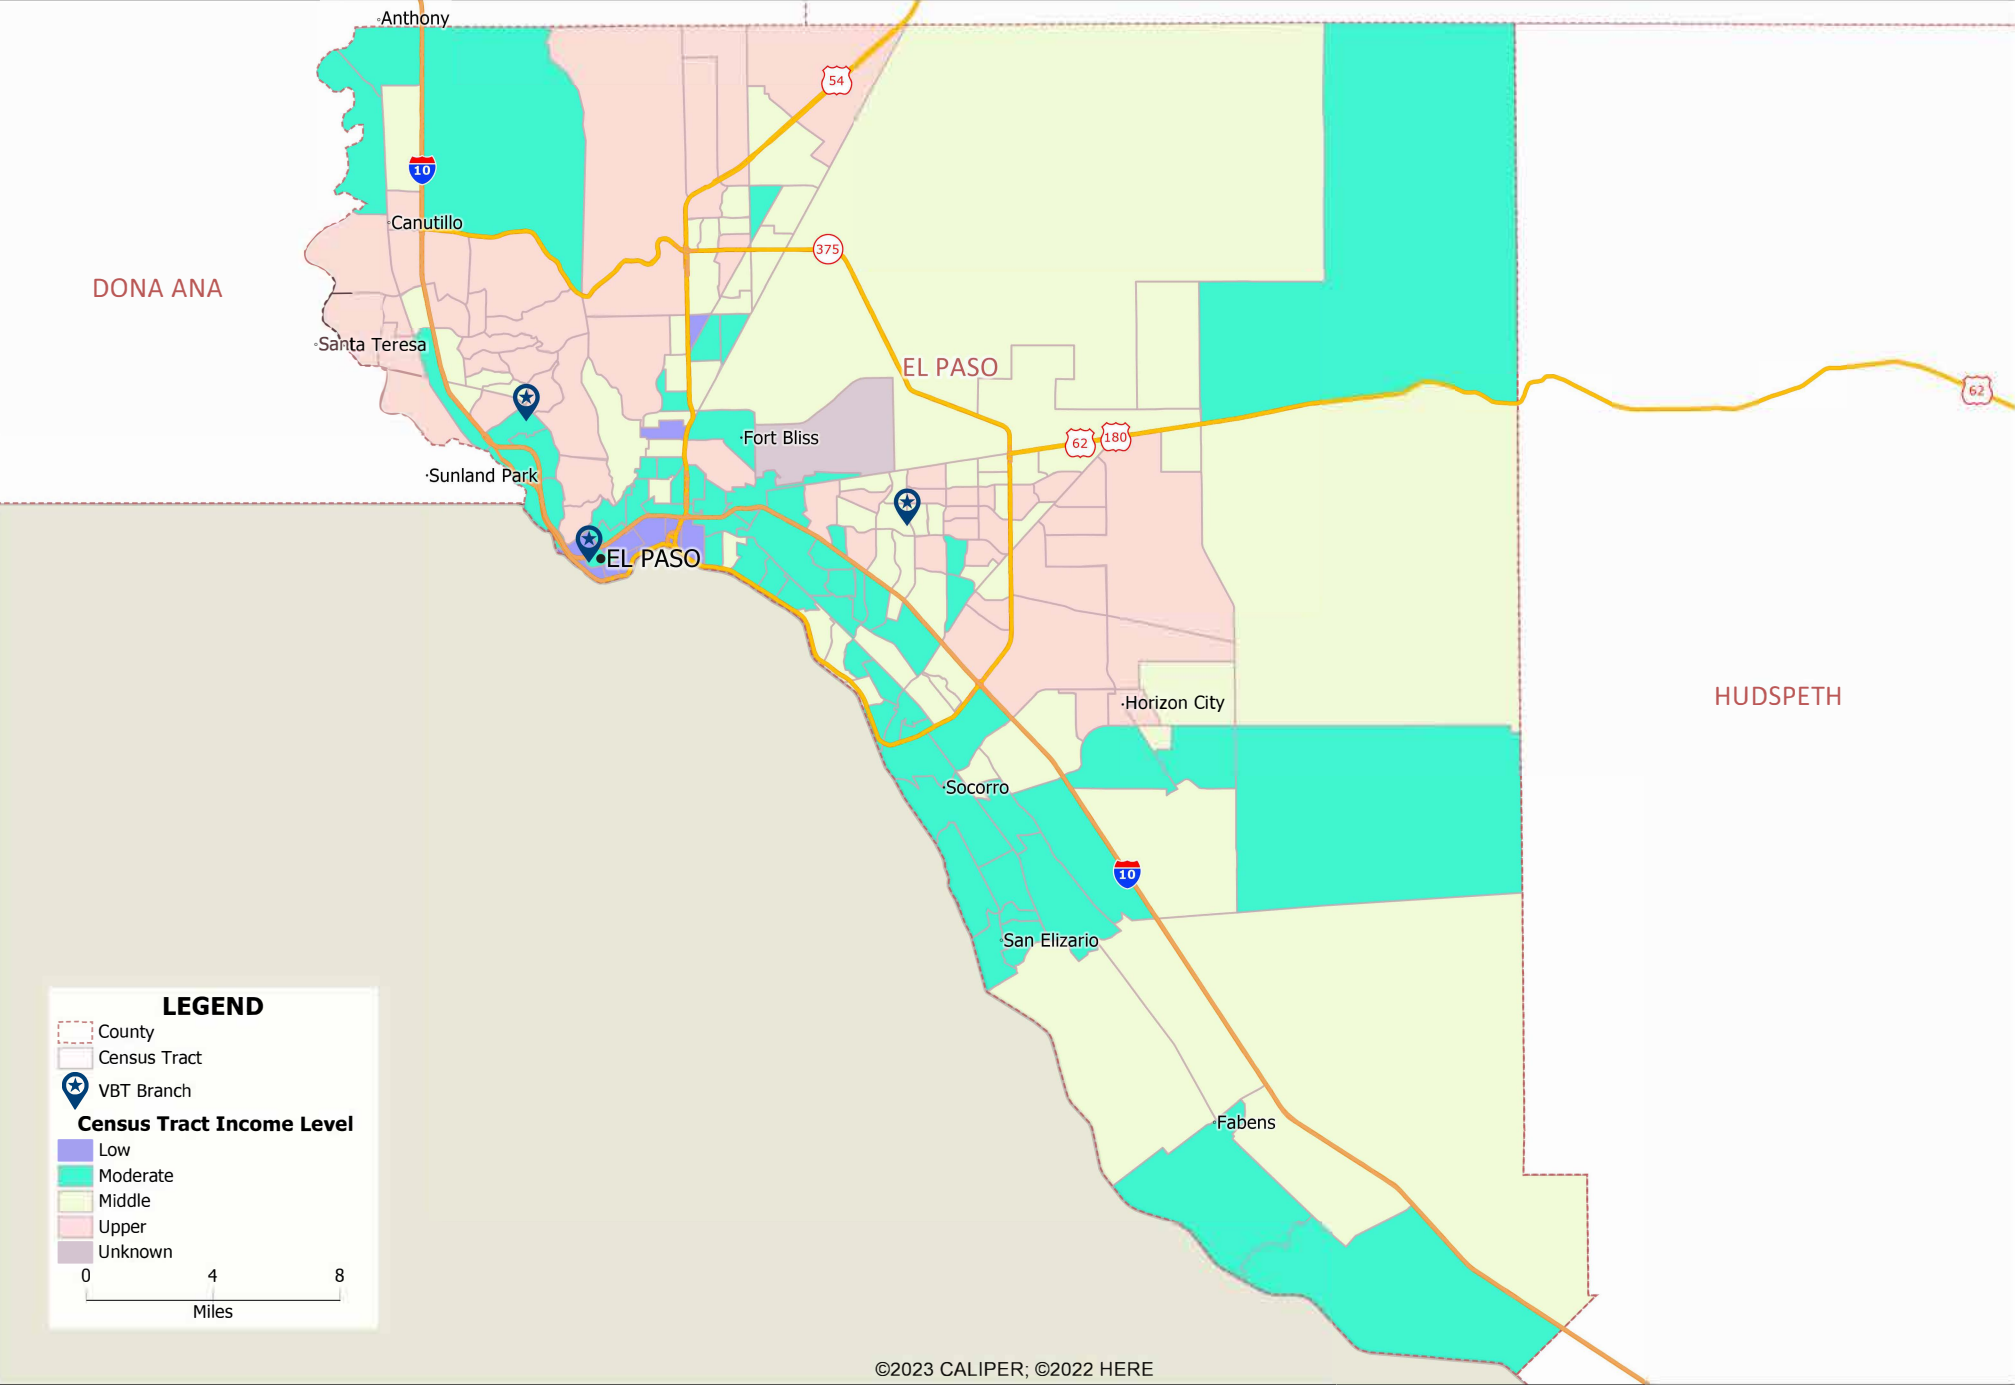 Anthony
54
10
Canutillo
375
DONA ANA
Santa Teresa
EL PASO
62
Fort Bliss
62
180
Sunland Park
EL PASO
HUDSPETH
Horizon City
Socorro
10
San Elizario
Fabens
LEGEND
County
Census Tract
VBT Branch
Census Tract Income Level
Low
Moderate
Middle
Upper
Unknown
0 4 8
Miles
©2023 CALIPER; ©2022 HERE